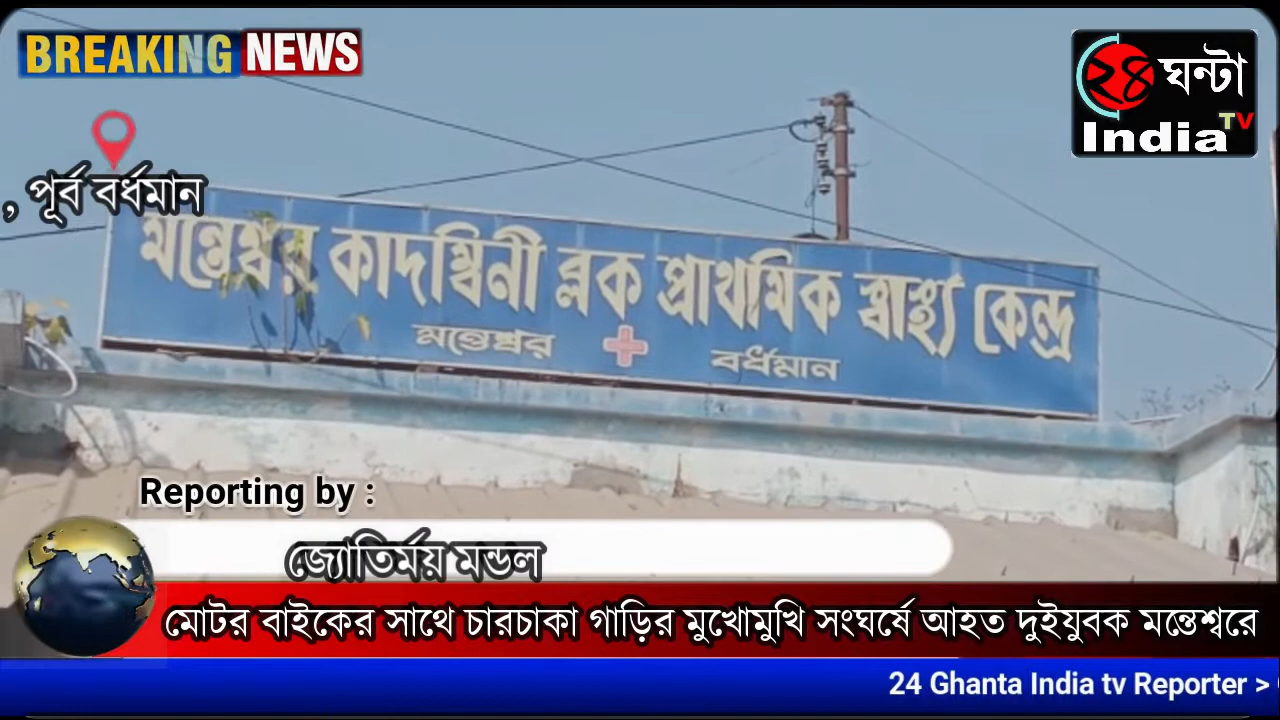 BREAKING NEWS
২৪ ঘন্টা
India TV
, পূর্ব বর্ধমান
মন্তেশ্বর কাদম্বিনী ব্লক প্রাথমিক স্বাস্থ্য কেন্দ্র
মন্তেশ্বর + বর্ধমান
Reporting by :
জ্যোতির্ময় মন্ডল
মোটর বাইকের সাথে চারচাকা গাড়ির মুখোমুখি সংঘর্ষে আহত দুইযুবক মন্তেশ্বরে
24 Ghanta India tv Reporter >